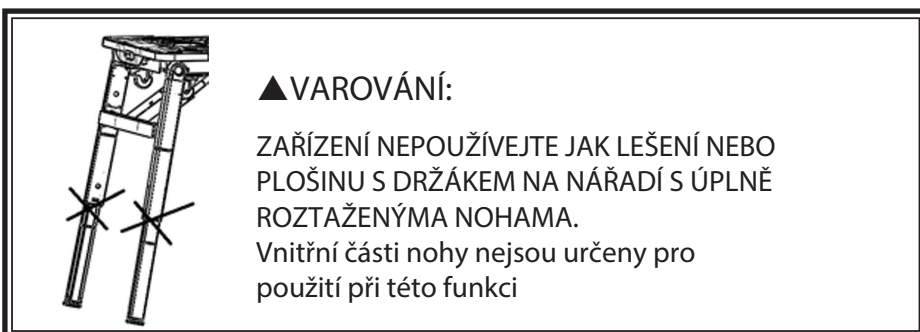 ▲VAROVÁNÍ:
ZAŘÍZENÍ NEPOUŽÍVEJTE JAK LEŠENÍ NEBO
PLOŠINU S DRŽÁKEM NA NÁŘADÍ S ÚPLNĚ
ROZTAŽENÝMA NOHAMA.
Vnitřní části nohy nejsou určeny pro
použití při této funkci